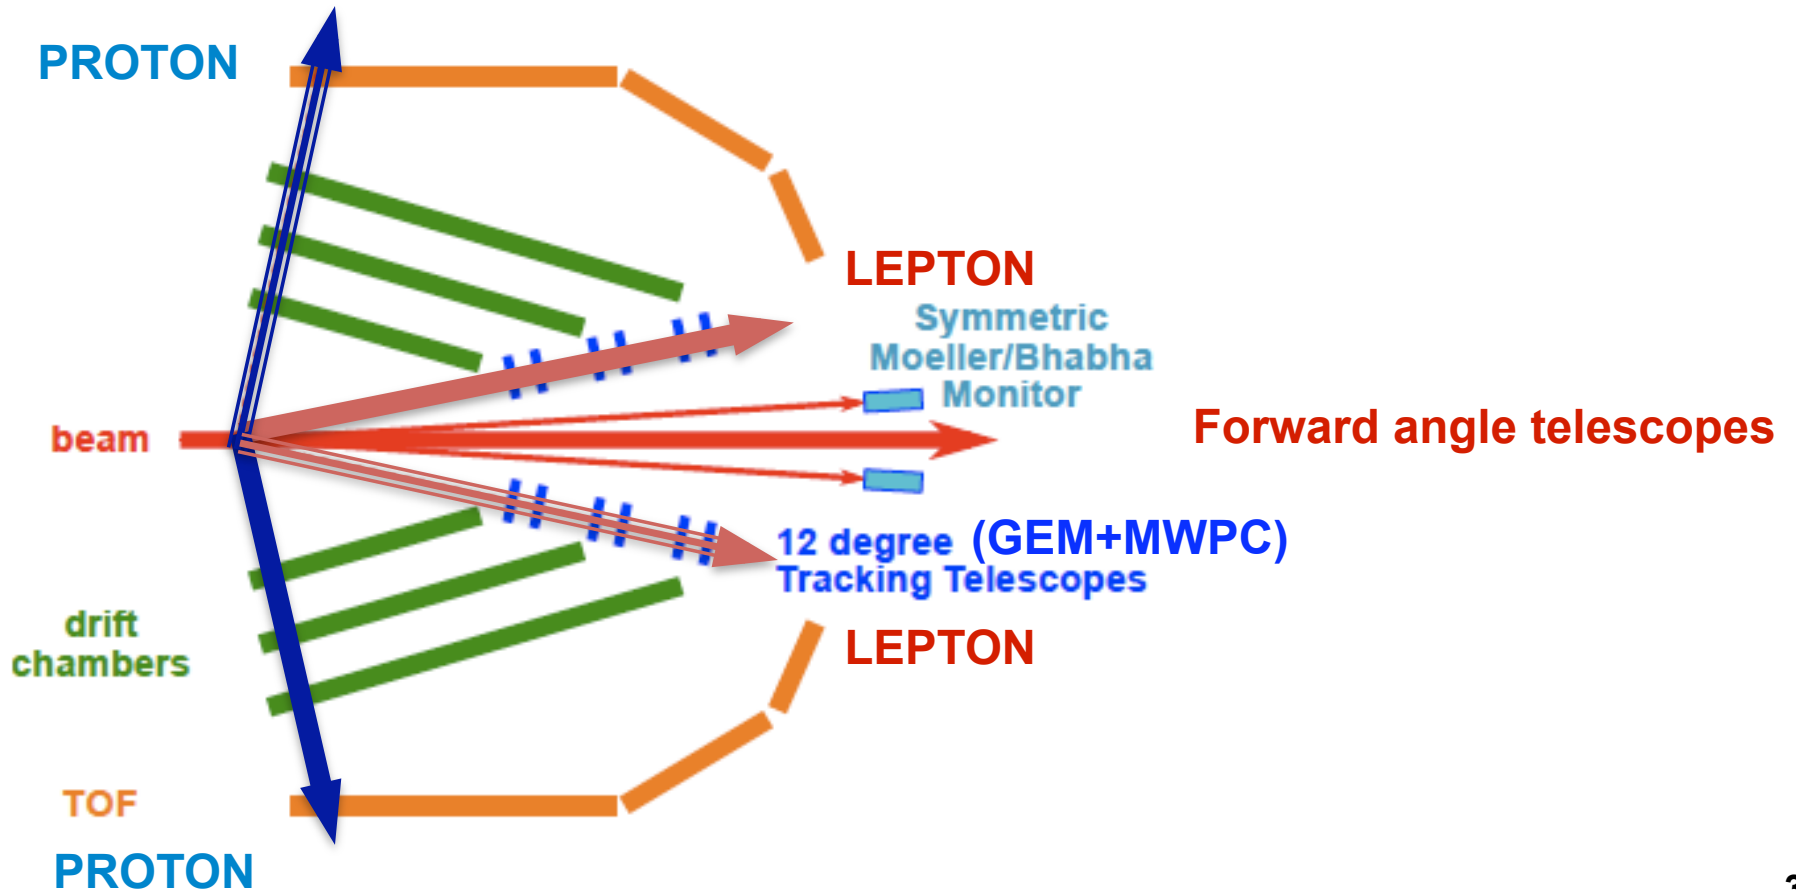 PROTON
LEPTON
Symmetric
Moeller/Bhabha
Monitor
beam
Forward angle telescopes
12 degree (GEM+MWPC)
Tracking Telescopes
drift
chambers
LEPTON
TOF
PROTON